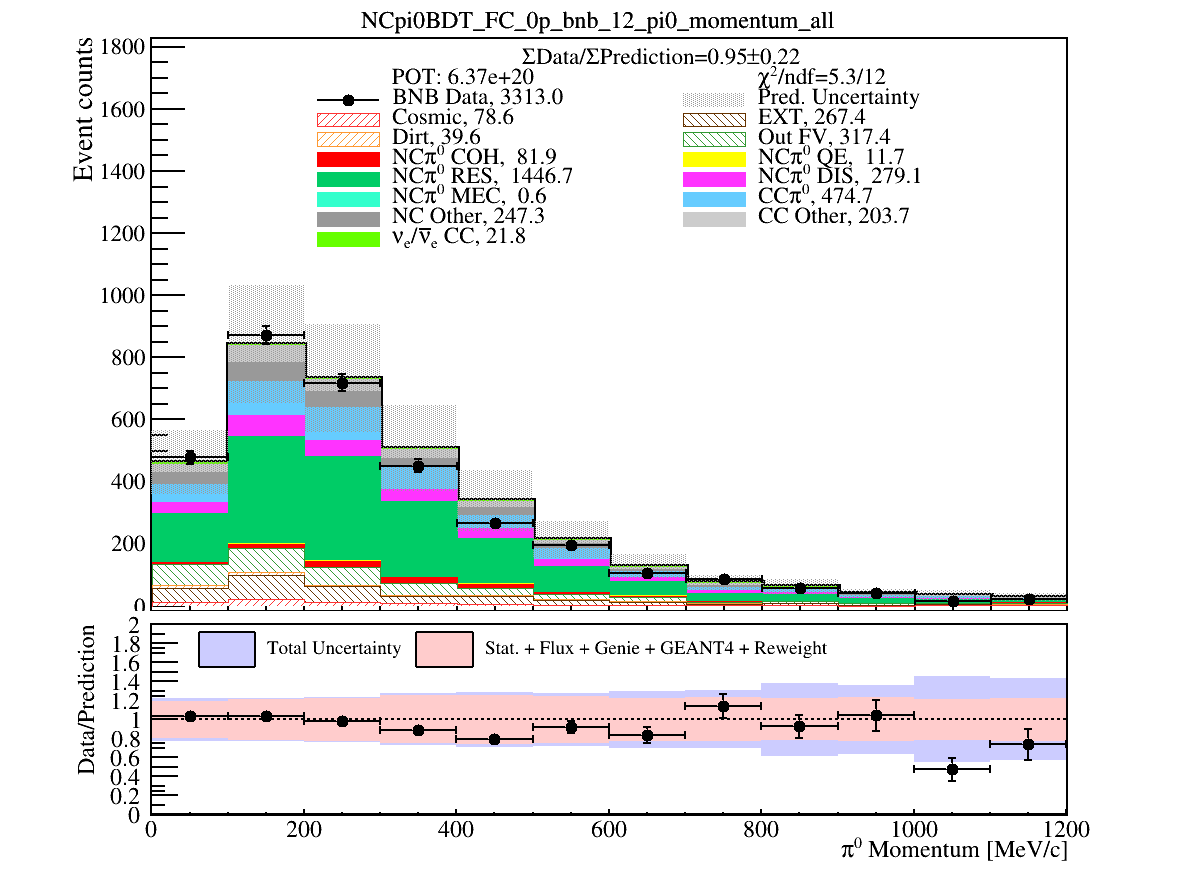 NCpi0BDT_FC_0p_bnb_12_pi0_momentum_all
ΣData/ΣPrediction=0.95±0.22
POT: 6.37e+20
χ²/ndf=5.3/12
BNB Data, 3313.0
Pred. Uncertainty
Cosmic, 78.6
EXT, 267.4
Dirt, 39.6
Out FV, 317.4
NCπ⁰ COH, 81.9
NCπ⁰ QE, 11.7
NCπ⁰ RES, 1446.7
NCπ⁰ DIS, 279.1
NCπ⁰ MEC, 0.6
CCπ⁰, 474.7
NC Other, 247.3
CC Other, 203.7
νₑ/ν̅ₑ CC, 21.8
Event counts
1800
1600
1400
1200
1000
800
600
400
200
0
Total Uncertainty
Stat. + Flux + Genie + GEANT4 + Reweight
Data/Prediction
2
1.8
1.6
1.4
1.2
1
0.8
0.6
0.4
0.2
0
0 200 400 600 800 1000 1200
π⁰ Momentum [MeV/c]